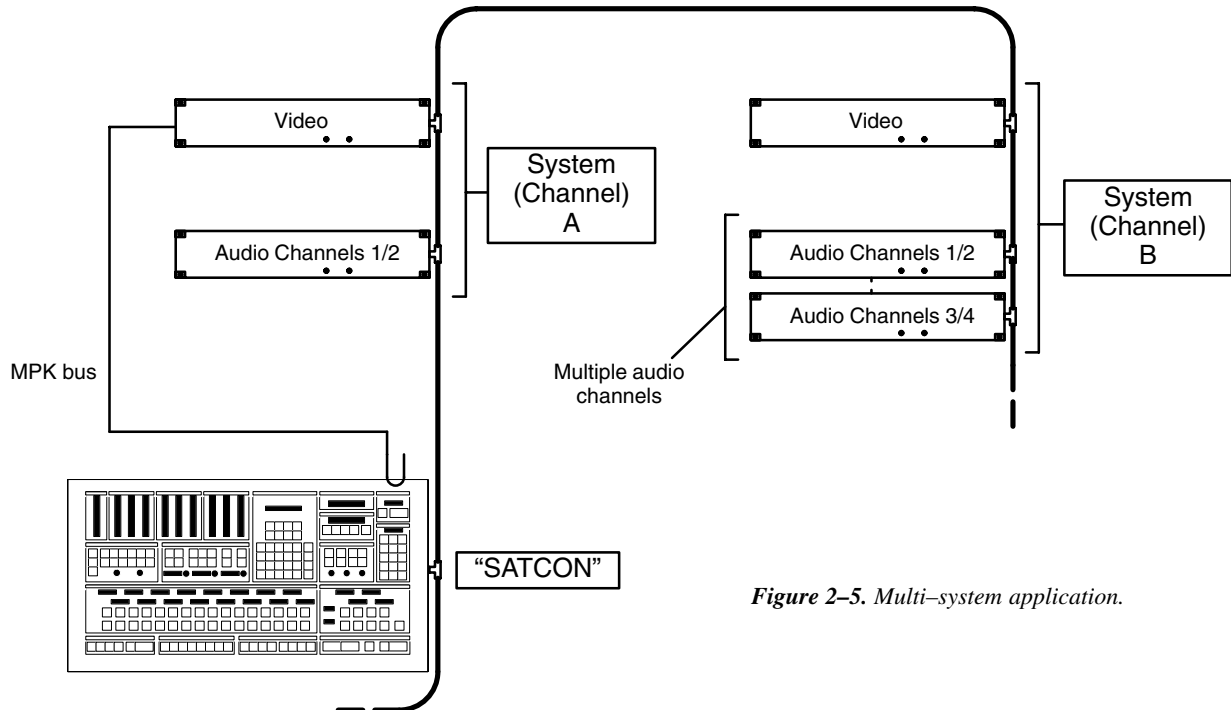 Video
Audio Channels 1/2
System
(Channel)
A
MPK bus
“SATCON”
Video
Audio Channels 1/2
Audio Channels 3/4
Multiple audio
channels
System
(Channel)
B
Figure 2–5. Multi–system application.